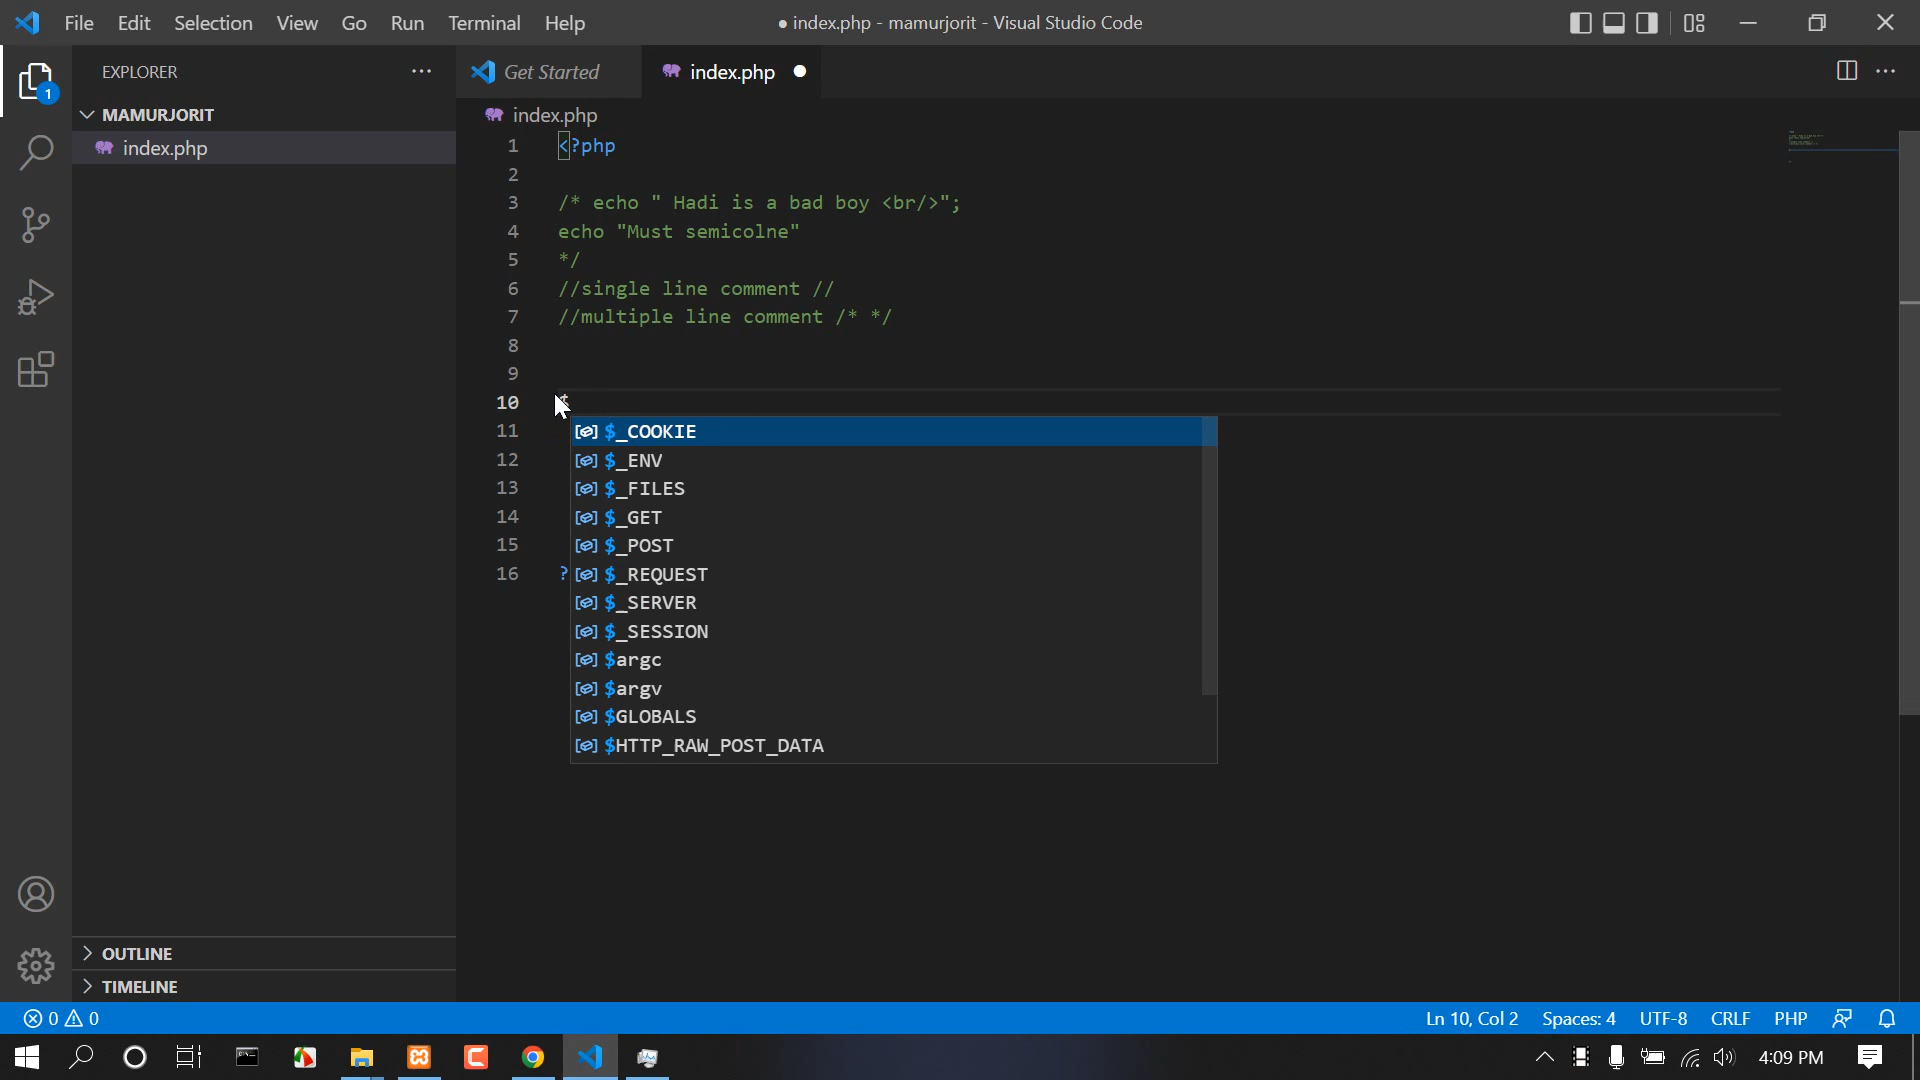 File Edit Selection View Go Run Terminal Help
● index.php - mamurjorit - Visual Studio Code
EXPLORER
Get Started
index.php
MAMURJORIT
index.php
index.php
1 <?php
2
3 /* echo " Hadi is a bad boy <br/>";
4 echo "Must semicolne"
5 */
6 //single line comment //
7 //multiple line comment /* */
8
9
10 $
11
12
13
14
15
16 ?
$_COOKIE
$_ENV
$_FILES
$_GET
$_POST
$_REQUEST
$_SERVER
$_SESSION
$argc
$argv
$GLOBALS
$HTTP_RAW_POST_DATA
1
OUTLINE
TIMELINE
0 0
Ln 10, Col 2 Spaces: 4 UTF-8 CRLF PHP
4:09 PM